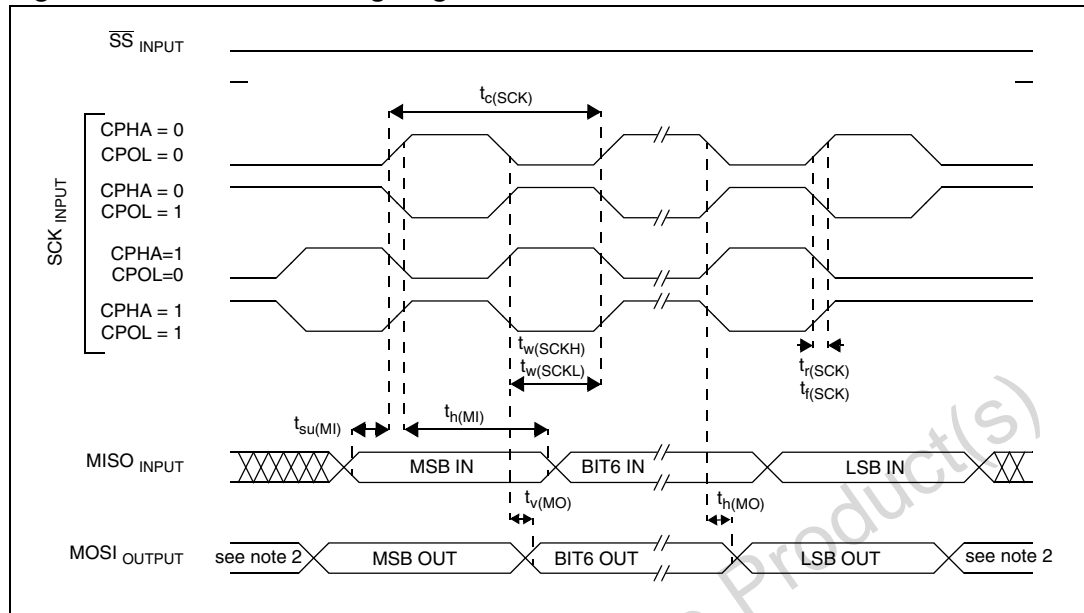 SS INPUT
tc(SCK)
SCK INPUT
CPHA = 0
CPOL = 0
CPHA = 0
CPOL = 1
CPHA=1
CPOL=0
CPHA = 1
CPOL = 1
tw(SCKH)
tw(SCKL)
tr(SCK)
tf(SCK)
tsu(MI)
th(MI)
MISO INPUT
MSB IN
BIT6 IN
LSB IN
tv(MO)
th(MO)
MOSI OUTPUT
see note 2
MSB OUT
BIT6 OUT
LSB OUT
see note 2
Product(s)